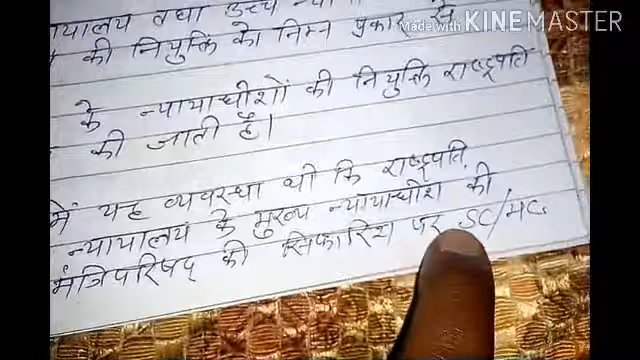 Made with KINEMASTER
न्यायालय तथा उच्च
की नियुक्ति को निम्न प्रकार से
के न्यायाधीशों की नियुक्ति राष्ट्रपति
की जाती है।
में यह व्यवस्था थी कि राष्ट्रपति,
न्यायालय के मुख्य न्यायाधीश की
मंत्रिपरिषद् की सिफारिश पर SC/HC